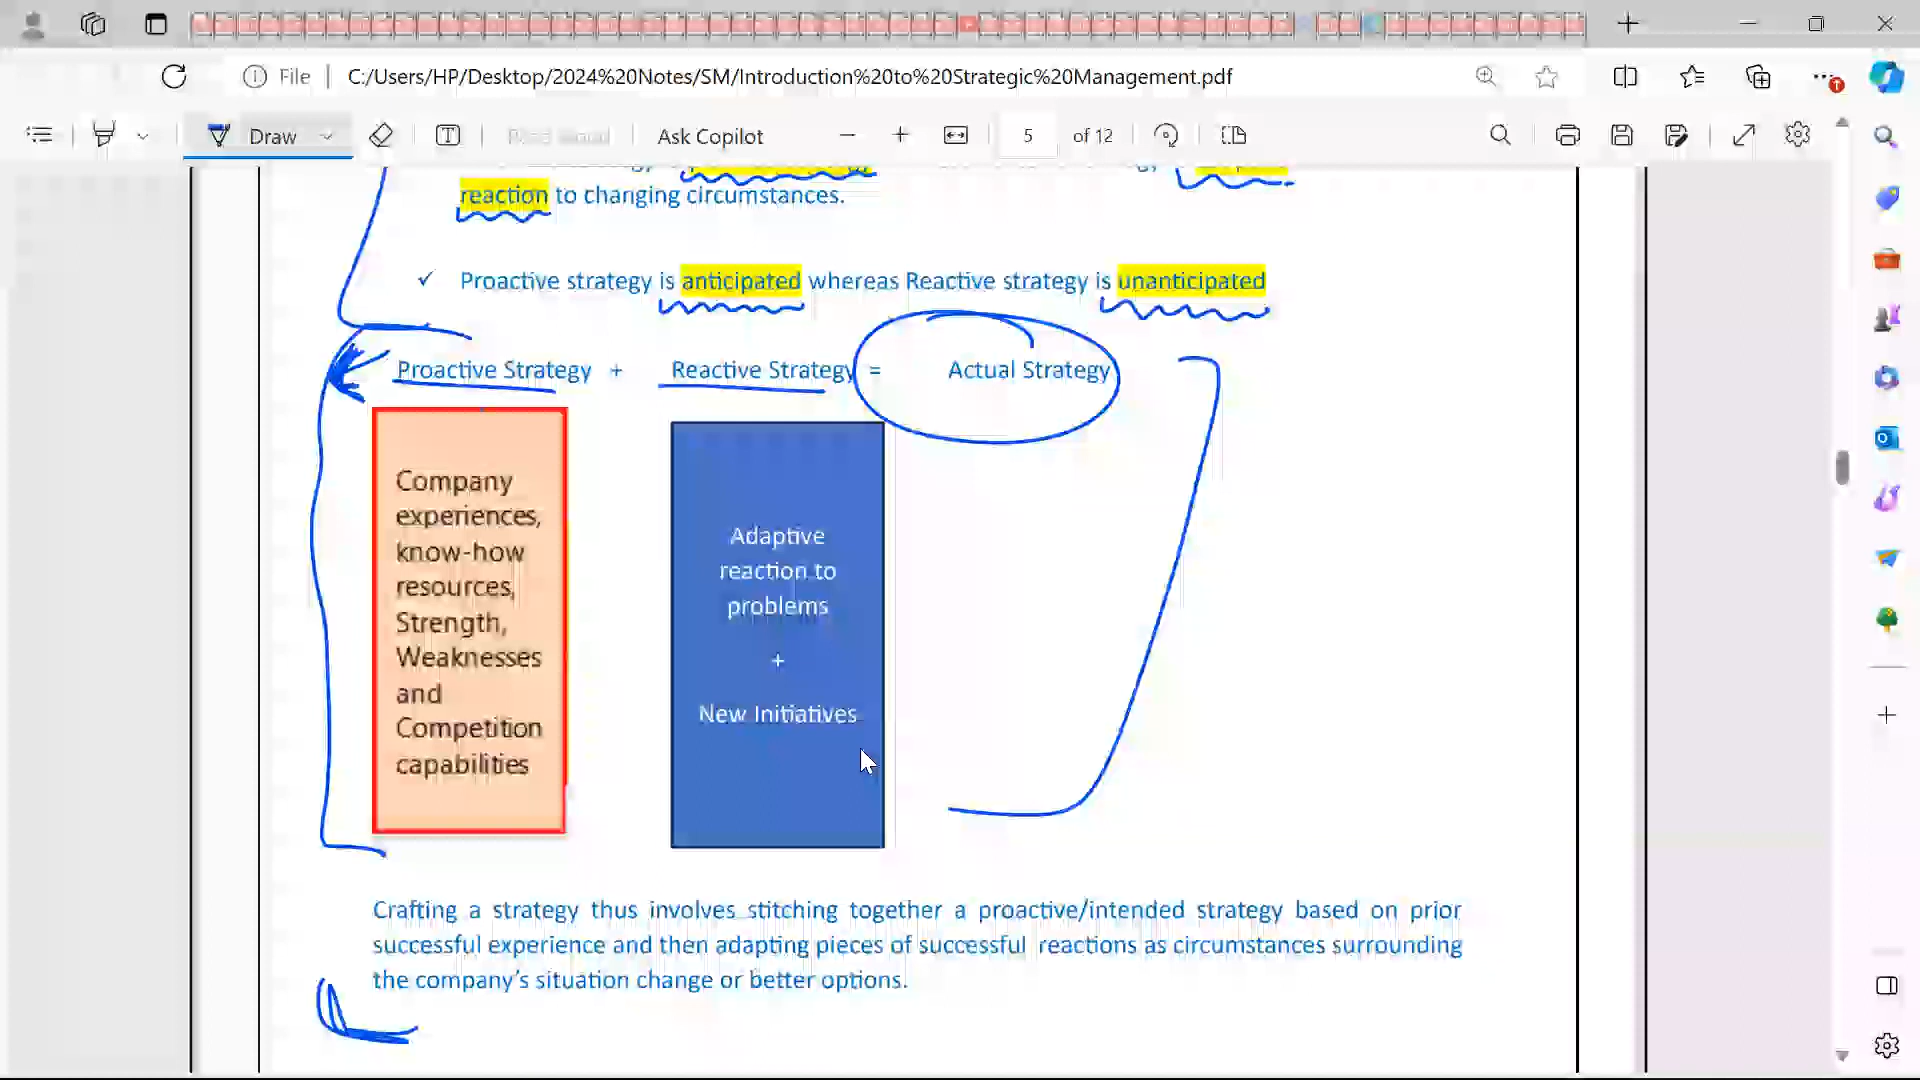 File
C:/Users/HP/Desktop/2024%20Notes/SM/Introduction%20to%20Strategic%20Management.pdf
Draw
Ask Copilot
5 of 12
reaction to changing circumstances.
✓ Proactive strategy is anticipated whereas Reactive strategy is unanticipated
Proactive Strategy + Reactive Strategy = Actual Strategy
Company
experiences,
know-how
resources,
Strength,
Weaknesses
and
Competition
capabilities
Adaptive
reaction to
problems
+
New Initiatives
Crafting a strategy thus involves stitching together a proactive/intended strategy based on prior
successful experience and then adapting pieces of successful reactions as circumstances surrounding
the company's situation change or better options.